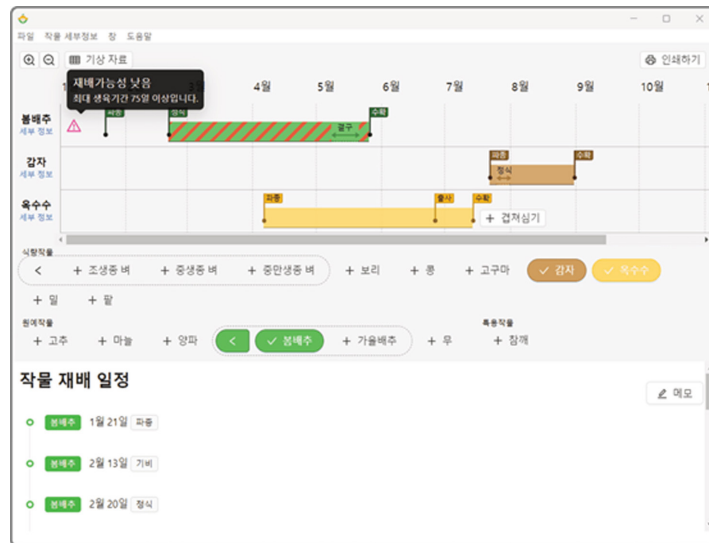 파일 작물 세부정보 창 도움말
기상 자료 인쇄하기
재배가능성 낮음
최대 생육기간 75일 이상입니다.
4월 5월 6월 7월 8월 9월 10월
봄배추
세부 정보
파종 정식 결구 수확
감자
세부 정보
파종 정식 수확
옥수수
세부 정보
파종 출사 수확
+ 겹쳐심기
식량작물
< + 조생종 벼 + 중생종 벼 + 중만생종 벼 + 보리 + 콩 + 고구마 ✓ 감자 ✓ 옥수수
+ 밀 + 팥
원예작물 특용작물
+ 고추 + 마늘 + 양파 < ✓ 봄배추 + 가을배추 + 무 + 참깨
작물 재배 일정
메모
봄배추 1월 21일 파종
봄배추 2월 13일 기비
봄배추 2월 20일 정식